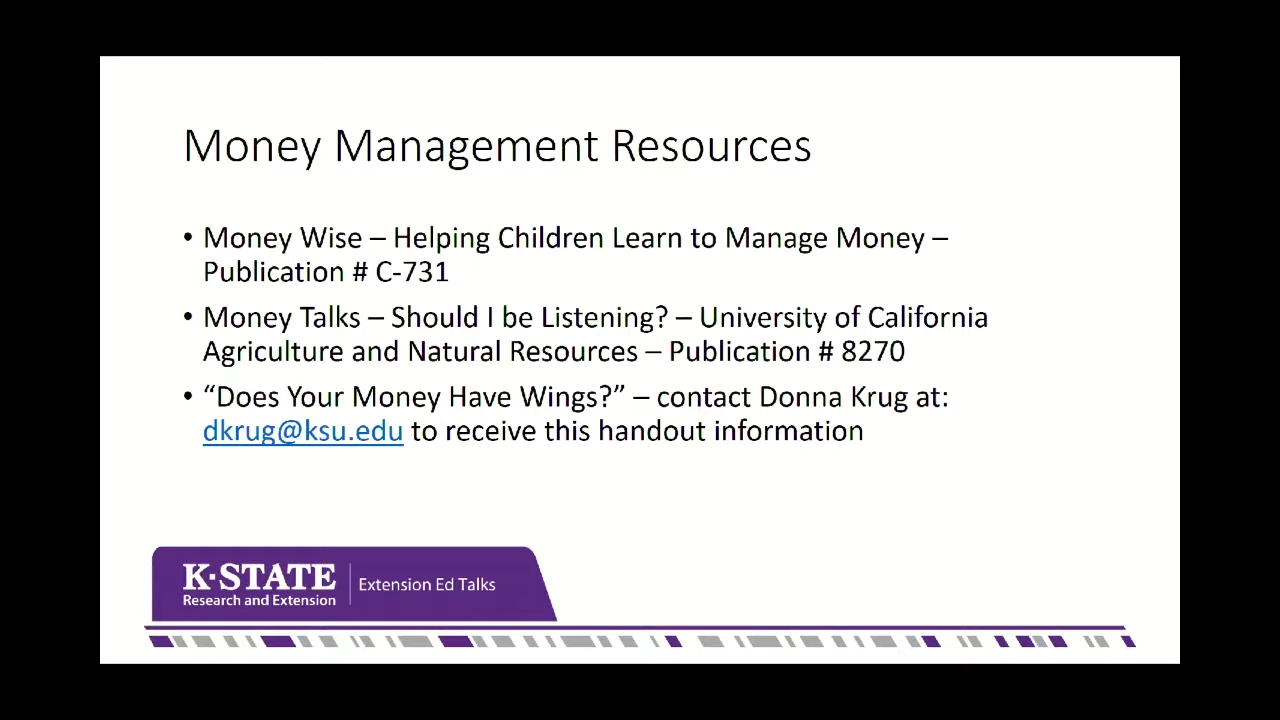 Money Management Resources
• Money Wise – Helping Children Learn to Manage Money –
Publication # C-731
• Money Talks – Should I be Listening? – University of California
Agriculture and Natural Resources – Publication # 8270
• “Does Your Money Have Wings?” – contact Donna Krug at:
dkrug@ksu.edu to receive this handout information
K·STATE
Research and Extension
Extension Ed Talks